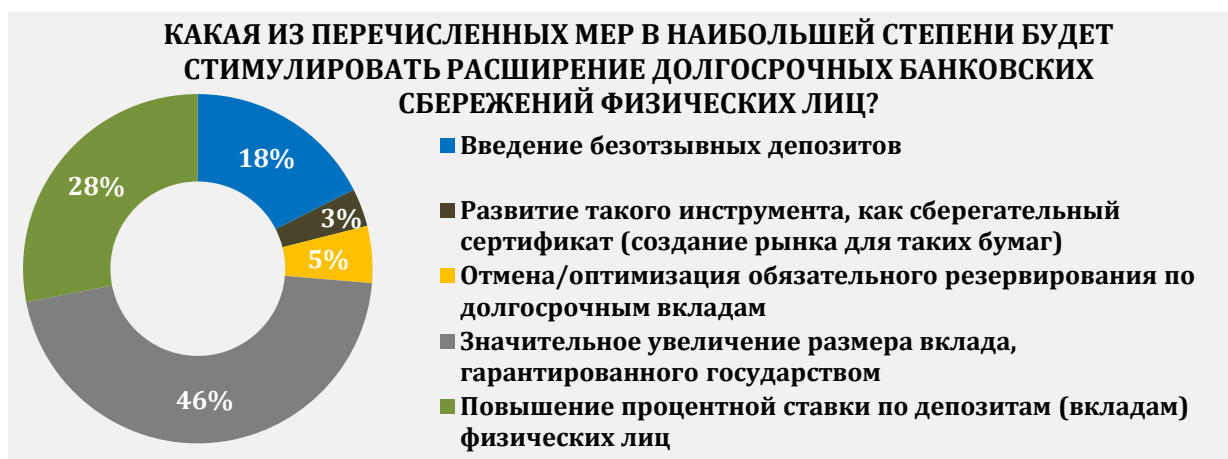 КАКАЯ ИЗ ПЕРЕЧИСЛЕННЫХ МЕР В НАИБОЛЬШЕЙ СТЕПЕНИ БУДЕТ
СТИМУЛИРОВАТЬ РАСШИРЕНИЕ ДОЛГОСРОЧНЫХ БАНКОВСКИХ
СБЕРЕЖЕНИЙ ФИЗИЧЕСКИХ ЛИЦ?
18%
3%
5%
46%
28%
Введение безотзывных депозитов
Развитие такого инструмента, как сберегательный
сертификат (создание рынка для таких бумаг)
Отмена/оптимизация обязательного резервирования по
долгосрочным вкладам
Значительное увеличение размера вклада,
гарантированного государством
Повышение процентной ставки по депозитам (вкладам)
физических лиц